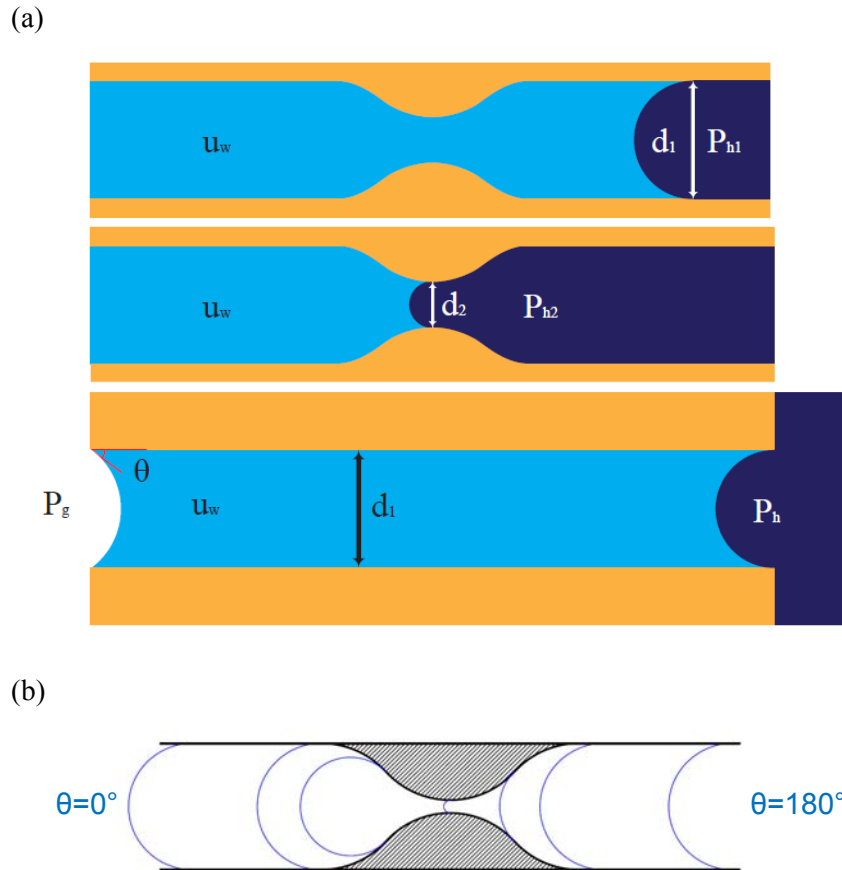 (a)
uw
d1 Ph1
uw
d2 Ph2
θ
Pg uw d1 Ph
(b)
θ=0° θ=180°